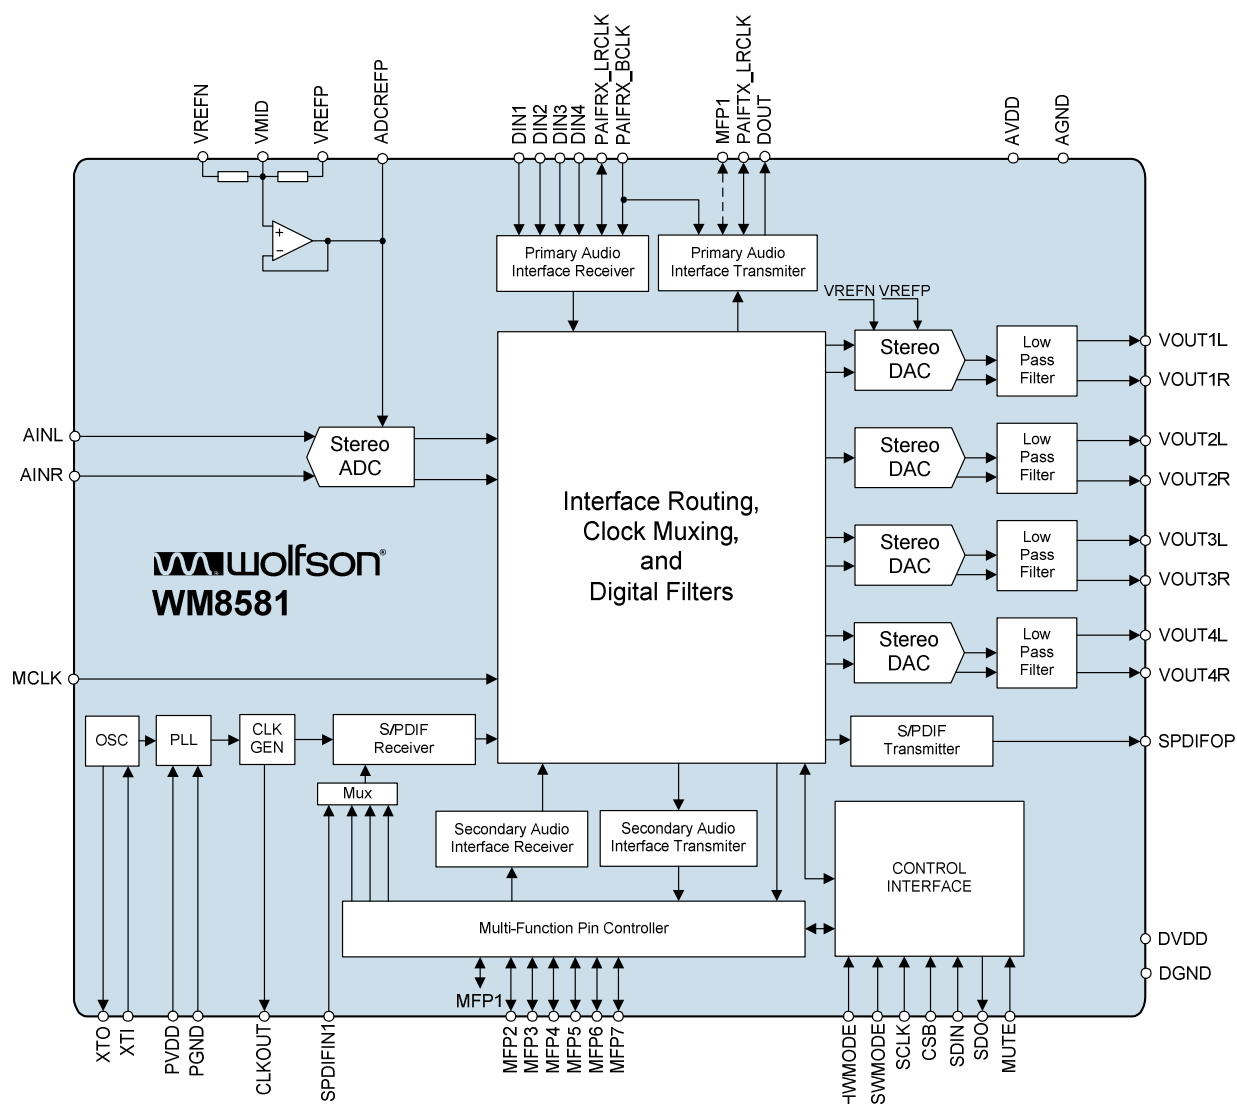 VREFN
VMID
VREFP
ADCREFP
DIN1
DIN2
DIN3
DIN4
PAIFRX_LRCLK
PAIFRX_BCLK
MFP1
PAIFTX_LRCLK
DOUT
AVDD
AGND
+
−
Primary Audio
Interface Receiver
Primary Audio
Interface Transmiter
VREFN VREFP
Stereo
DAC
Low
Pass
Filter
VOUT1L
VOUT1R
AINL
AINR
Stereo
ADC
Stereo
DAC
Low
Pass
Filter
VOUT2L
VOUT2R
Interface Routing,
Clock Muxing,
and
Digital Filters
wolfson®
WM8581
Stereo
DAC
Low
Pass
Filter
VOUT3L
VOUT3R
Stereo
DAC
Low
Pass
Filter
VOUT4L
VOUT4R
MCLK
OSC
PLL
CLK
GEN
S/PDIF
Receiver
Mux
S/PDIF
Transmitter
SPDIFOP
Secondary Audio
Interface Receiver
Secondary Audio
Interface Transmiter
CONTROL
INTERFACE
Multi-Function Pin Controller
DVDD
DGND
MFP1
XTO
XTI
PVDD
PGND
CLKOUT
SPDIFIN1
MFP2
MFP3
MFP4
MFP5
MFP6
MFP7
HWMODE
SWMODE
SCLK
CSB
SDIN
SDO
MUTE